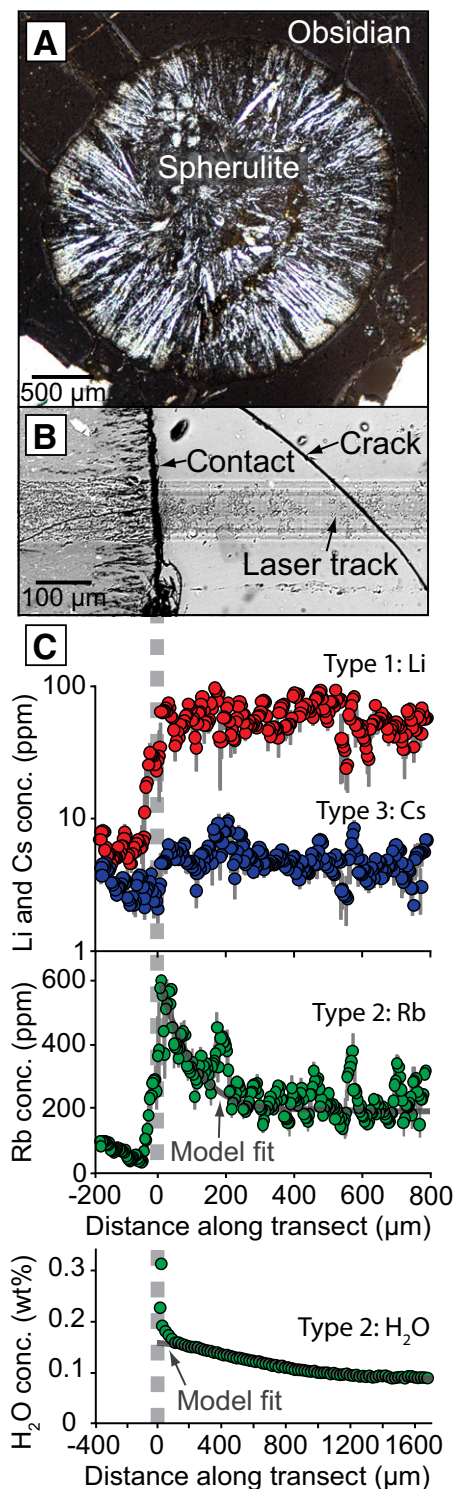 A
Obsidian
Spherulite
500 µm
B
Contact
Crack
Laser track
100 µm
C
Type 1: Li
100
10
1
Li and Cs conc. (ppm)
Type 3: Cs
Type 2: Rb
600
400
200
0
Rb conc. (ppm)
Model fit
-200 0 200 400 600 800
Distance along transect (µm)
0.3
0.2
0.1
0
H₂O conc. (wt%)
Type 2: H₂O
Model fit
-400 0 400 800 1200 1600
Distance along transect (µm)